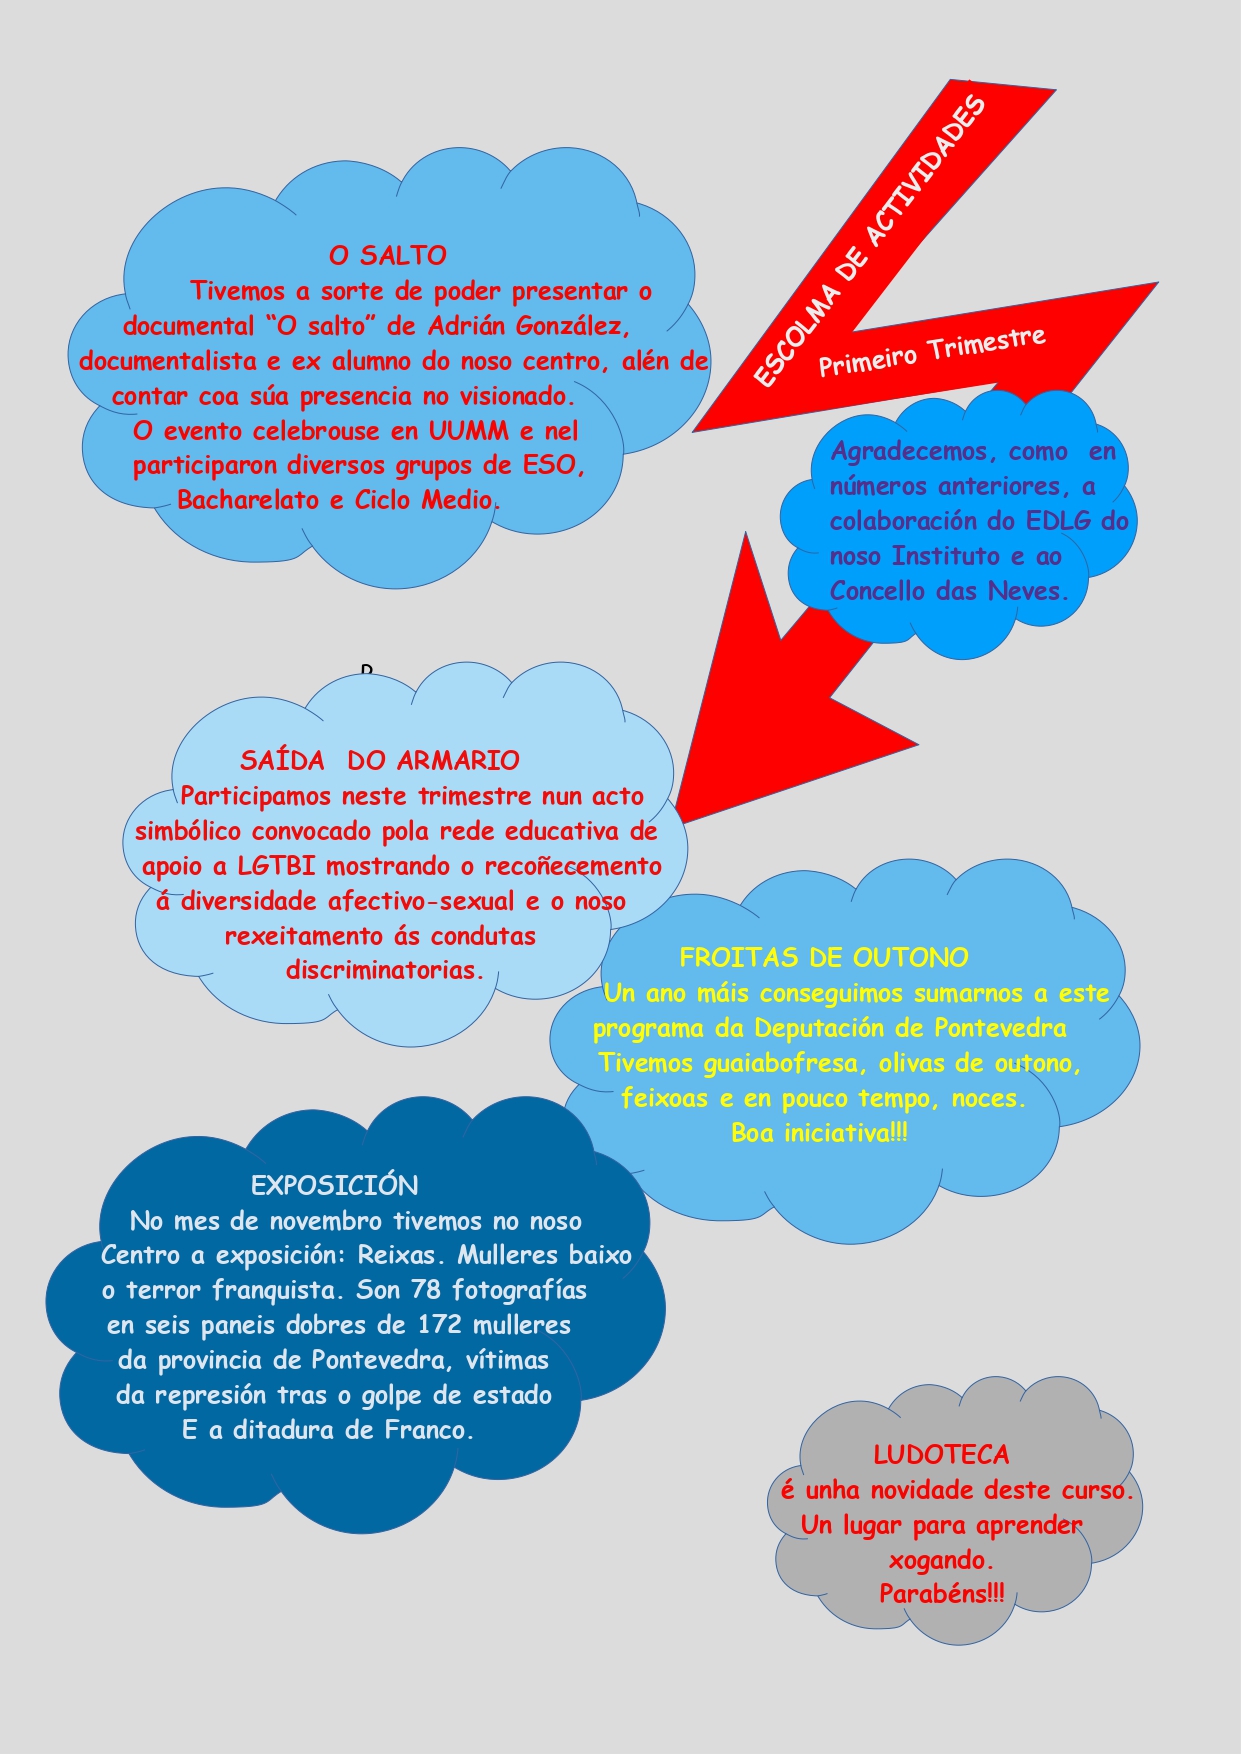 ESCOLMA DE ACTIVIDADES
Primeiro Trimestre
O SALTO
Tivemos a sorte de poder presentar o
documental “O salto” de Adrián González,
documentalista e ex alumno do noso centro, alén de
contar coa súa presencia no visionado.
O evento celebrouse en UUMM e nel
participaron diversos grupos de ESO,
Bacharelato e Ciclo Medio.
Agradecemos, como en
números anteriores, a
colaboración do EDLG do
noso Instituto e ao
Concello das Neves.
SAÍDA DO ARMARIO
Participamos neste trimestre nun acto
simbólico convocado pola rede educativa de
apoio a LGTBI mostrando o recoñecemento
á diversidade afectivo-sexual e o noso
rexeitamento ás condutas
discriminatorias.
FROITAS DE OUTONO
Un ano máis conseguimos sumarnos a este
programa da Deputación de Pontevedra
Tivemos guaiabofresa, olivas de outono,
feixoas e en pouco tempo, noces.
Boa iniciativa!!!
EXPOSICIÓN
No mes de novembro tivemos no noso
Centro a exposición: Reixas. Mulleres baixo
o terror franquista. Son 78 fotografías
en seis paneis dobres de 172 mulleres
da provincia de Pontevedra, vítimas
da represión tras o golpe de estado
E a ditadura de Franco.
LUDOTECA
é unha novidade deste curso.
Un lugar para aprender
xogando.
Parabéns!!!